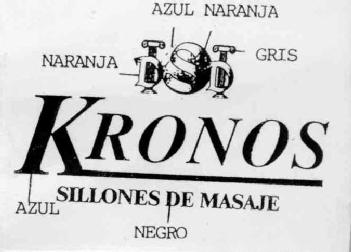 AZUL NARANJA
NARANJA
GRIS
KRONOS
SILLONES DE MASAJE
AZUL
NEGRO